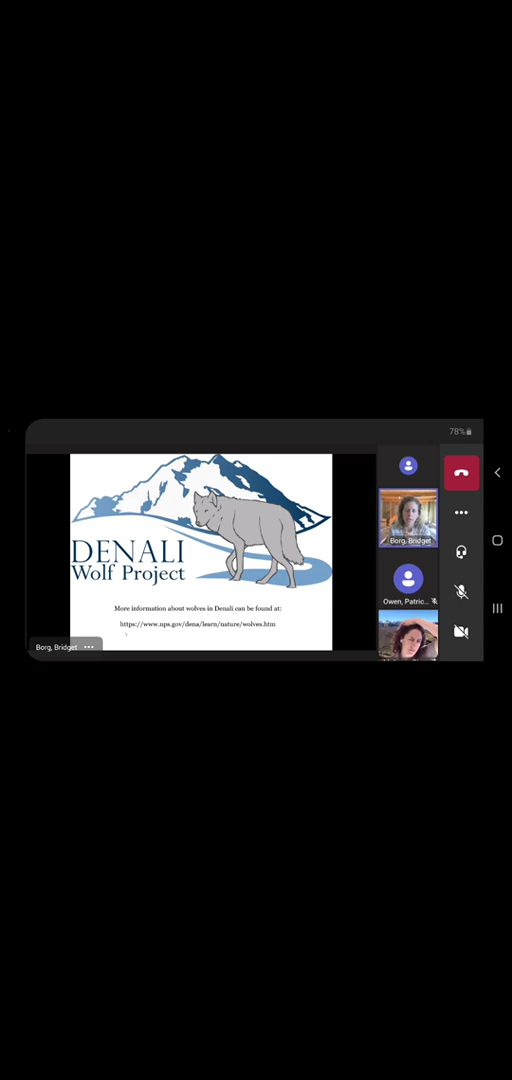 78%
DENALI
Wolf Project
More information about wolves in Denali can be found at:
https://www.nps.gov/dena/learn/nature/wolves.htm
Borg, Bridget
Borg, Bridget
Owen, Patric...